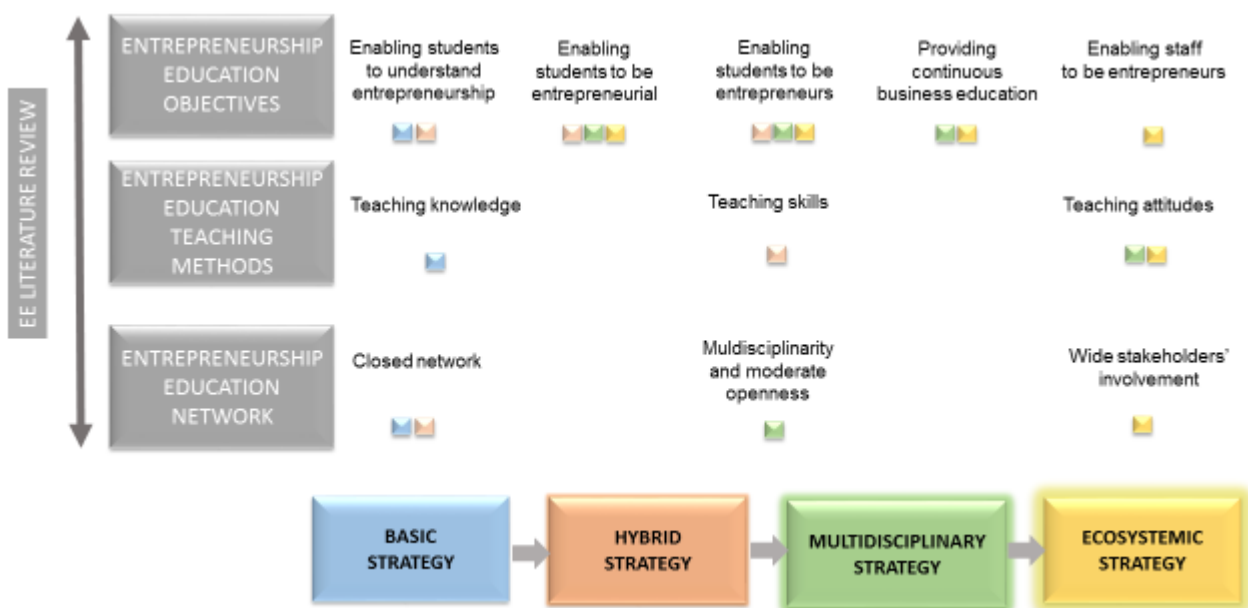 EE LITERATURE REVIEW
ENTREPRENEURSHIP
EDUCATION
OBJECTIVES
Enabling students
to understand
entrepreneurship
Enabling
students to be
entrepreneurial
Enabling
students to be
entrepreneurs
Providing
continuous
business education
Enabling staff
to be entrepreneurs
ENTREPRENEURSHIP
EDUCATION
TEACHING
METHODS
Teaching knowledge
Teaching skills
Teaching attitudes
ENTREPRENEURSHIP
EDUCATION
NETWORK
Closed network
Muldisciplinarity
and moderate
openness
Wide stakeholders'
involvement
BASIC
STRATEGY
HYBRID
STRATEGY
MULTIDISCIPLINARY
STRATEGY
ECOSYSTEMIC
STRATEGY